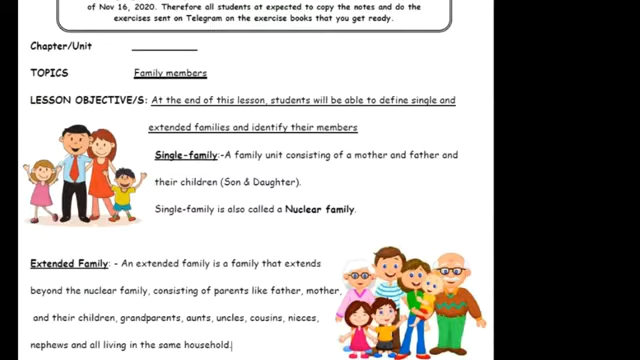 of Nov 16, 2020. Therefore all students at expected to copy the notes and do the
exercises sent on Telegram on the exercise books that you get ready.
Chapter/Unit
TOPICS Family members
LESSON OBJECTIVE/S: At the end of this lesson, students will be able to define single and
extended families and identify their members
Single-family:-A family unit consisting of a mother and father and
their children (Son & Daughter).
Single-family is also called a Nuclear family.
Extended Family: - An extended family is a family that extends
beyond the nuclear family, consisting of parents like father, mother,
and their children, grandparents, aunts, uncles, cousins, nieces,
nephews and all living in the same household.